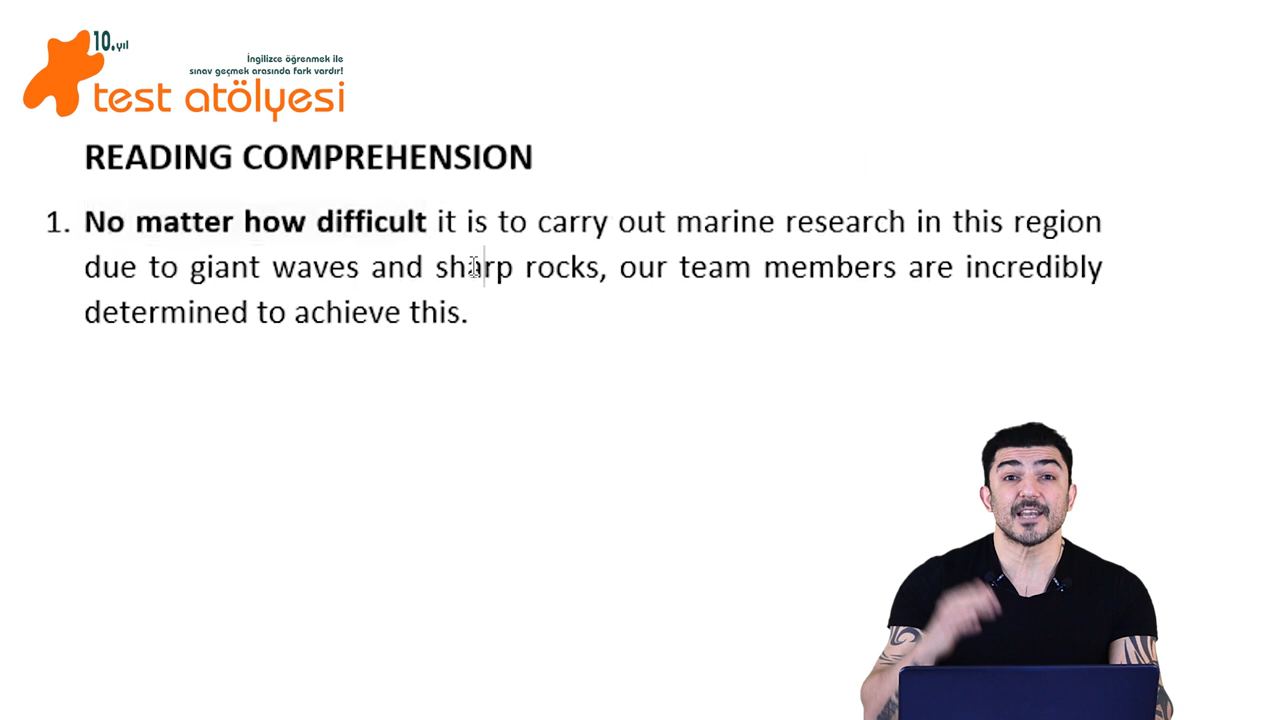 10.yıl
İngilizce öğrenmek ile
sınav geçmek arasında fark vardır!
test atölyesi
READING COMPREHENSION
1. No matter how difficult it is to carry out marine research in this region
due to giant waves and sharp rocks, our team members are incredibly
determined to achieve this.